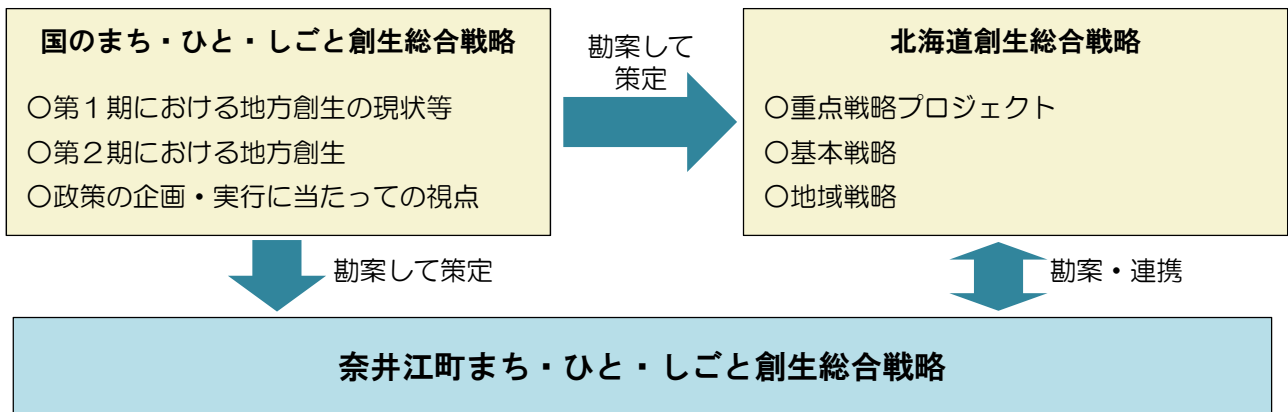 国のまち・ひと・しごと創生総合戦略
〇第１期における地方創生の現状等
〇第２期における地方創生
〇政策の企画・実行に当たっての視点
勘案して
策定
北海道創生総合戦略
〇重点戦略プロジェクト
〇基本戦略
〇地域戦略
勘案して策定
勘案・連携
奈井江町まち・ひと・しごと創生総合戦略